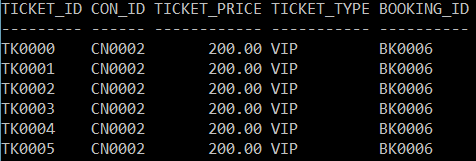 TICKET_ID CON_ID TICKET_PRICE TICKET_TYPE BOOKING_ID
--------- ------ ------------ ----------- ----------
TK0000    CN0002       200.00 VIP         BK0006
TK0001    CN0002       200.00 VIP         BK0006
TK0002    CN0002       200.00 VIP         BK0006
TK0003    CN0002       200.00 VIP         BK0006
TK0004    CN0002       200.00 VIP         BK0006
TK0005    CN0002       200.00 VIP         BK0006